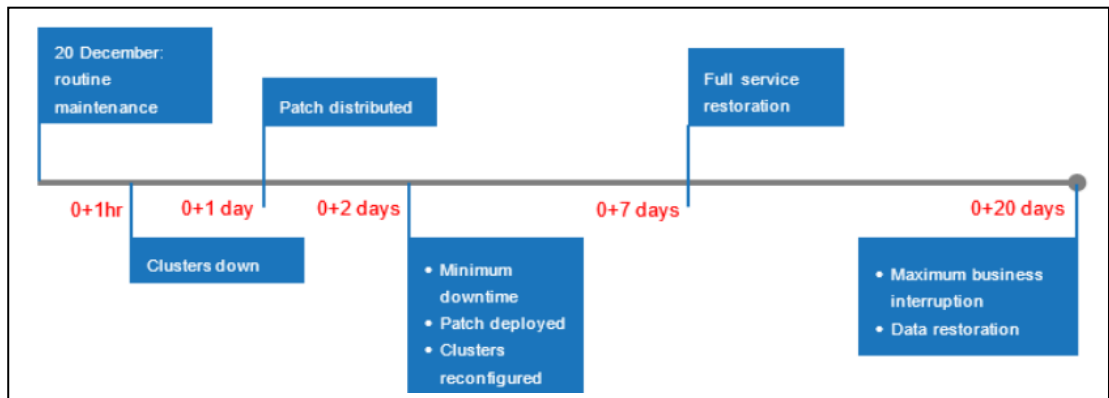 20 December:
routine
maintenance
Patch distributed
Full service
restoration
0+1hr
0+1 day
0+2 days
0+7 days
0+20 days
Clusters down
• Minimum
downtime
• Patch deployed
• Clusters
reconfigured
• Maximum business
interruption
• Data restoration